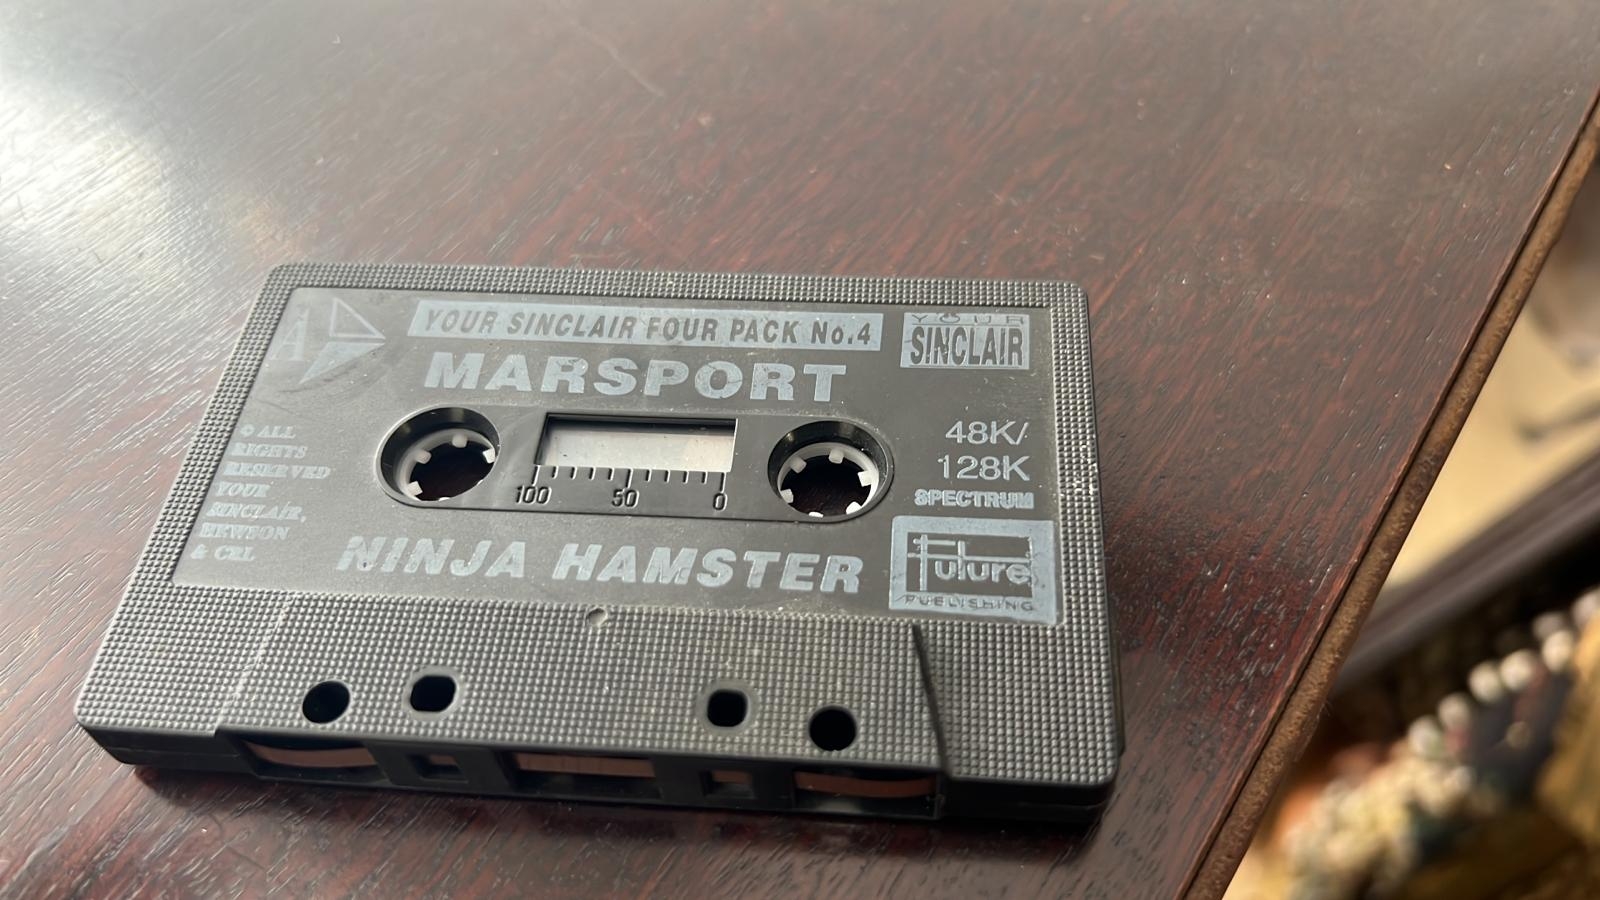 YOUR SINCLAIR FOUR PACK No.4
YOUR
SINCLAIR
MARSPORT
A
48K/
128K
SPECTRUM
100 50 0
© ALL
RIGHTS
RESERVED
YOUR
SINCLAIR,
HEWSON
& CRL
NINJA HAMSTER
Future
PUBLISHING